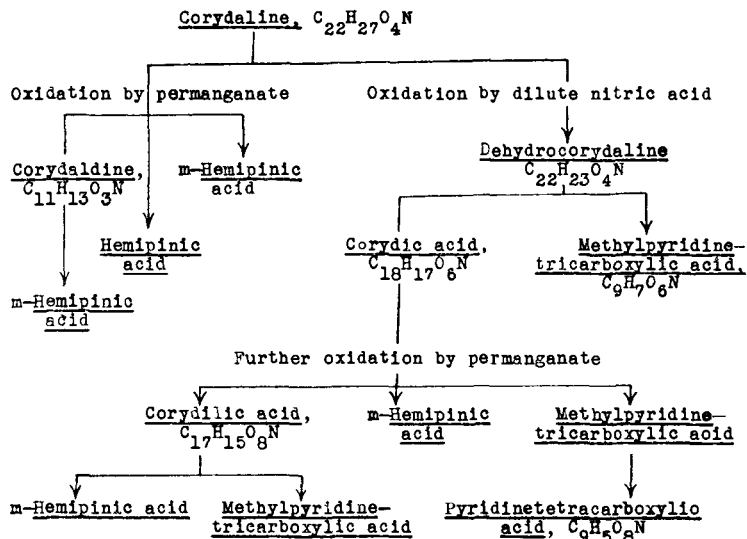 Corydaline, C22H27O4N
Oxidation by permanganate
Oxidation by dilute nitric acid
Corydaldine,
C11H13O3N
m-Hemipinic
acid
Dehydrocorydaline
C22H23O4N
Hemipinic
acid
Corydic acid,
C18H17O6N
Methylpyridine-
tricarboxylic acid,
C9H7O6N
m-Hemipinic
acid
Further oxidation by permanganate
Corydilic acid,
C17H15O8N
m-Hemipinic
acid
Methylpyridine-
tricarboxylic acid
m-Hemipinic acid
Methylpyridine-
tricarboxylic acid
Pyridinetetracarboxylic
acid, C9H5O8N